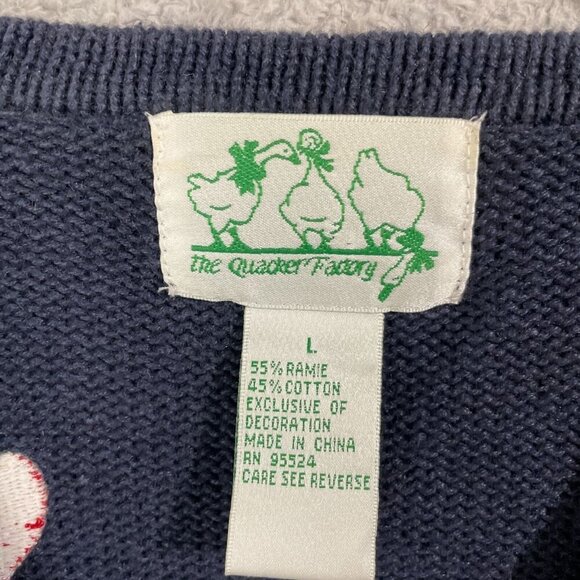 the Quacker Factory
L
55% RAMIE
45% COTTON
EXCLUSIVE OF
DECORATION
MADE IN CHINA
RN 95524
CARE SEE REVERSE